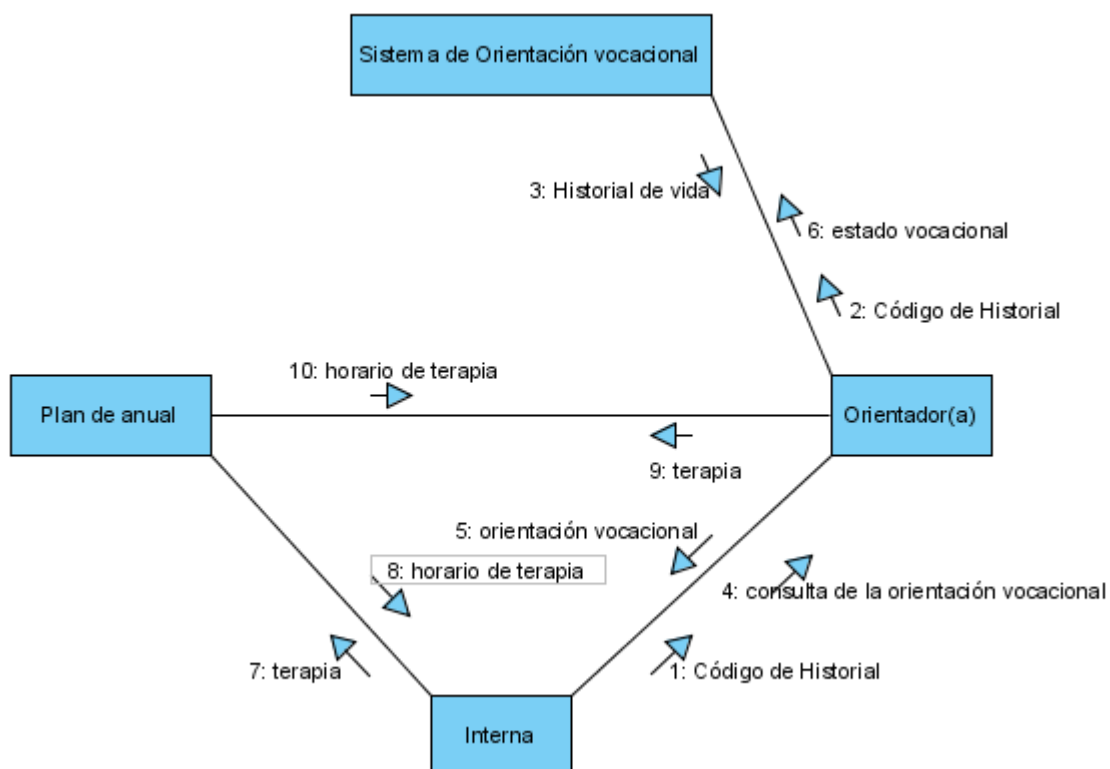 Sistema de Orientación vocacional
3: Historial de vida
6: estado vocacional
2: Código de Historial
10: horario de terapia
Plan de anual
Orientador(a)
9: terapia
5: orientación vocacional
8: horario de terapia
4: consulta de la orientación vocacional
7: terapia
1: Código de Historial
Interna